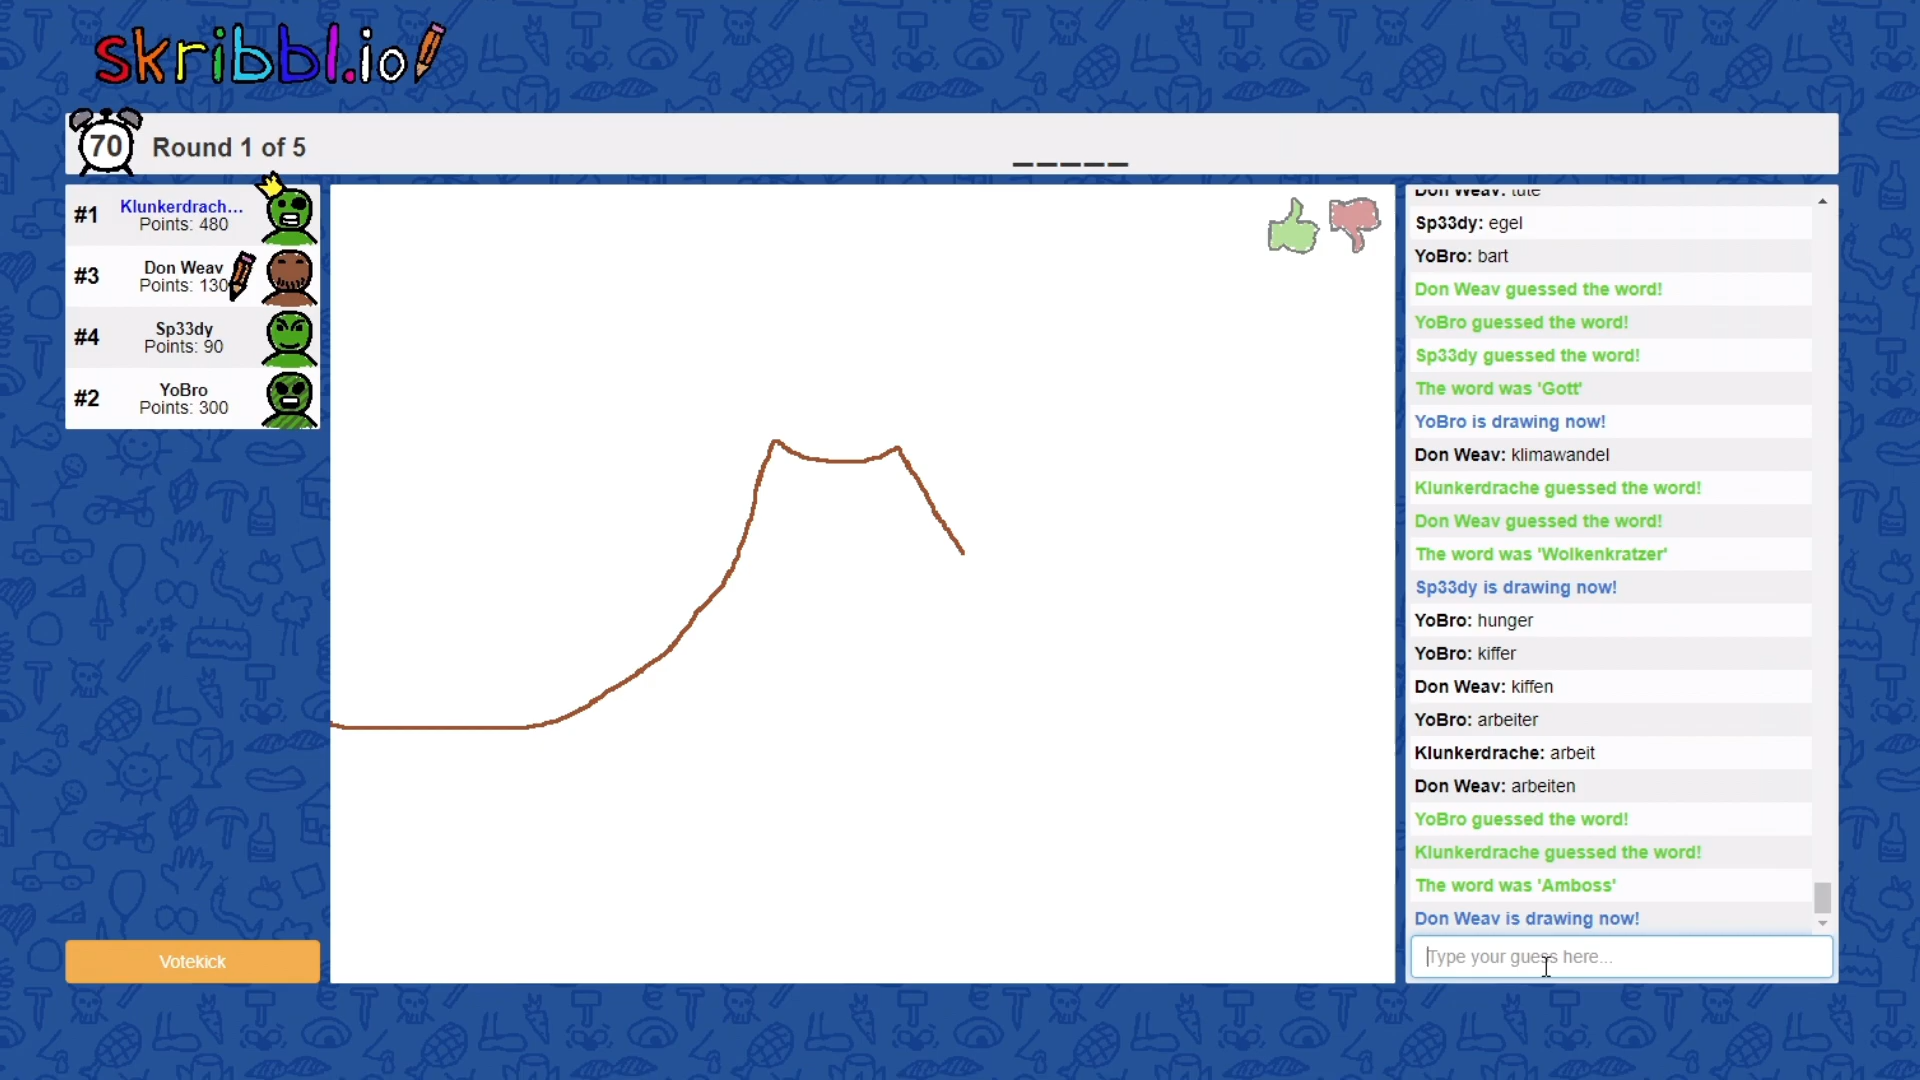 skribbl.io
70
Round 1 of 5
_____
#1
Klunkerdrach...
Points: 480
#3
Don Weav
Points: 130
#4
Sp33dy
Points: 90
#2
YoBro
Points: 300
Votekick
Don Weav: tute
Sp33dy: egel
YoBro: bart
Don Weav guessed the word!
YoBro guessed the word!
Sp33dy guessed the word!
The word was 'Gott'
YoBro is drawing now!
Don Weav: klimawandel
Klunkerdrache guessed the word!
Don Weav guessed the word!
The word was 'Wolkenkratzer'
Sp33dy is drawing now!
YoBro: hunger
YoBro: kiffer
Don Weav: kiffen
YoBro: arbeiter
Klunkerdrache: arbeit
Don Weav: arbeiten
YoBro guessed the word!
Klunkerdrache guessed the word!
The word was 'Amboss'
Don Weav is drawing now!
Type your guess here...